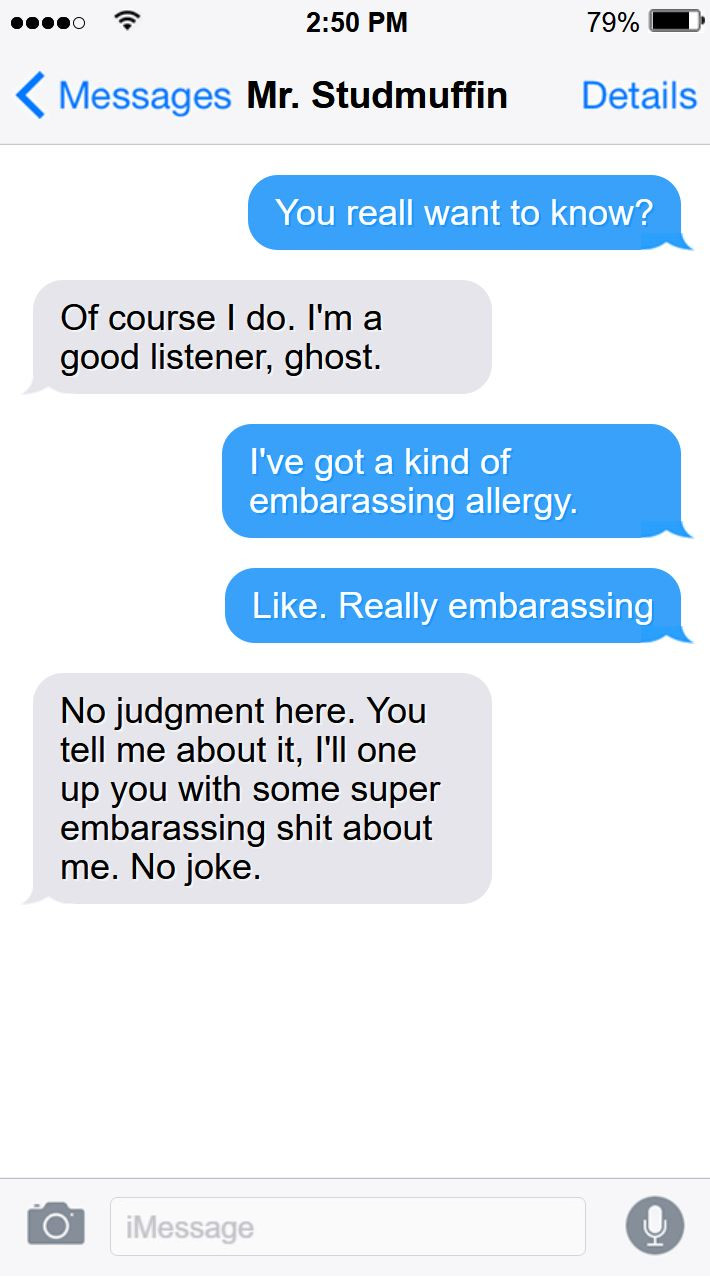 2:50 PM 79%
Messages Mr. Studmuffin Details
You reall want to know?
Of course I do. I'm a
good listener, ghost.
I've got a kind of
embarassing allergy.
Like. Really embarassing
No judgment here. You
tell me about it, I'll one
up you with some super
embarassing shit about
me. No joke.
iMessage